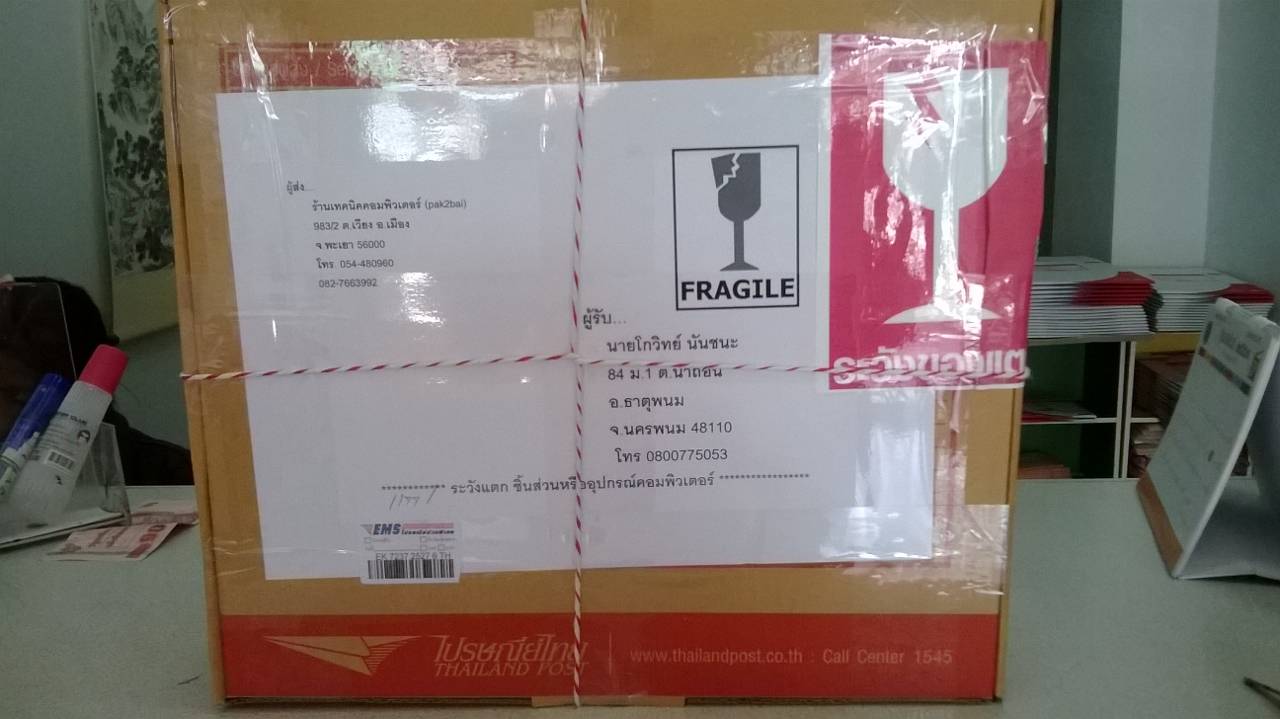 ผู้ส่ง...
ร้านเทคนิคคอมพิวเตอร์ (pak2bai)
983/2 ต.เวียง อ.เมือง
จ.พะเยา 56000
โทร. 054-480960
082-7663992
FRAGILE
ระวังของแตก
ผู้รับ...
นายโกวิทย์ นันชนะ
84 ม.1 ต.น้ำถ่อน
อ.ธาตุพนม
จ.นครพนม 48110
โทร 0800775053
************ ระวังแตก ชิ้นส่วนหรืออุปกรณ์คอมพิวเตอร์ *****************
EMS
EK 7237 2527 6 TH
ไปรษณีย์ไทย
THAILAND POST
www.thailandpost.co.th : Call Center 1545